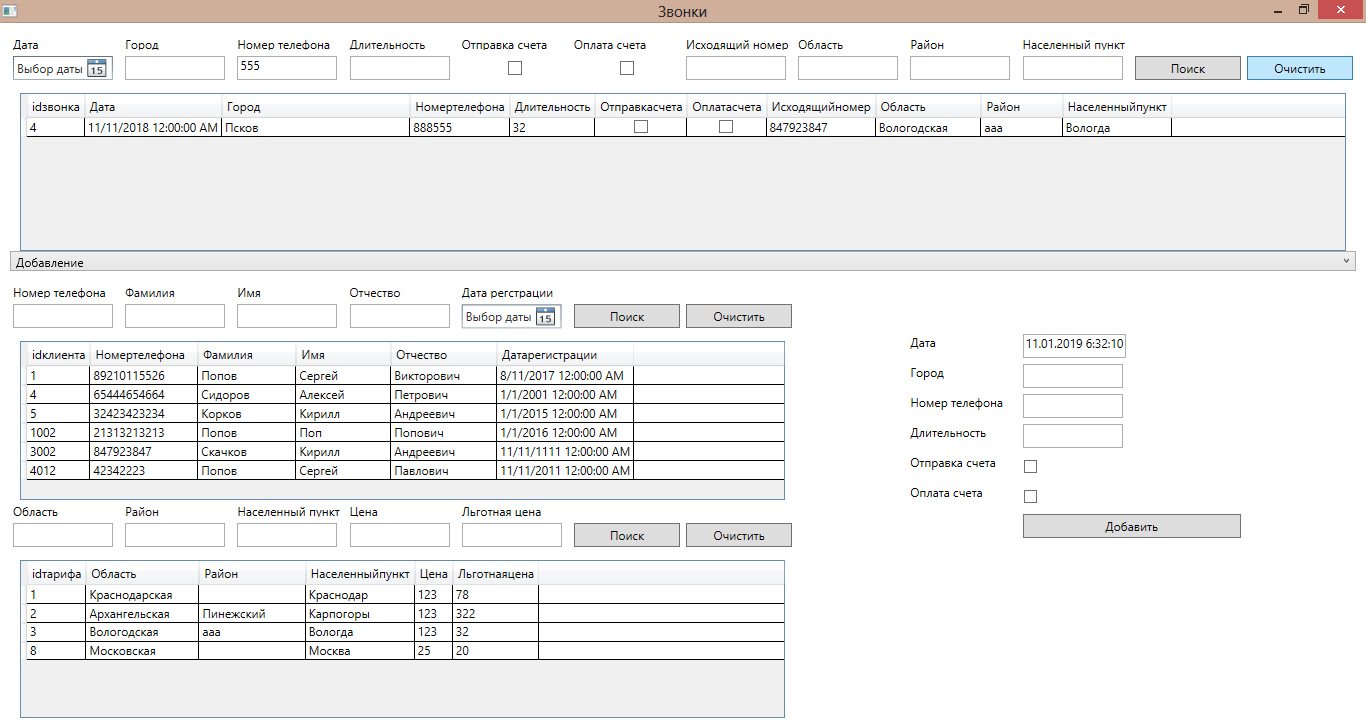 Звонки
Дата Город Номер телефона Длительность Отправка счета Оплата счета Исходящий номер Область Район Населенный пункт
Выбор даты 15 555 Поиск Очистить
idзвонка Дата Город Номертелефона Длительность Отправкасчета Оплатасчета Исходящийномер Область Район Населенныйпункт
4 11/11/2018 12:00:00 AM Псков 888555 32 847923847 Вологодская ааа Вологда
Добавление
Номер телефона Фамилия Имя Отчество Дата регстрации
Выбор даты 15 Поиск Очистить
idклиента Номертелефона Фамилия Имя Отчество Датарегистрации
1 89210115526 Попов Сергей Викторович 8/11/2017 12:00:00 AM
4 65444654664 Сидоров Алексей Петрович 1/1/2001 12:00:00 AM
5 32423423234 Корков Кирилл Андреевич 1/1/2015 12:00:00 AM
1002 21313213213 Попов Поп Попович 1/1/2016 12:00:00 AM
3002 847923847 Скачков Кирилл Андреевич 11/11/1111 12:00:00 AM
4012 42342223 Попов Сергей Павлович 11/11/2011 12:00:00 AM
Область Район Населенный пункт Цена Льготная цена
Поиск Очистить
idтарифа Область Район Населенныйпункт Цена Льготнаяцена
1 Краснодарская Краснодар 123 78
2 Архангельская Пинежский Карпогоры 123 322
3 Вологодская ааа Вологда 123 32
8 Московская Москва 25 20
Дата 11.01.2019 6:32:10
Город
Номер телефона
Длительность
Отправка счета
Оплата счета
Добавить